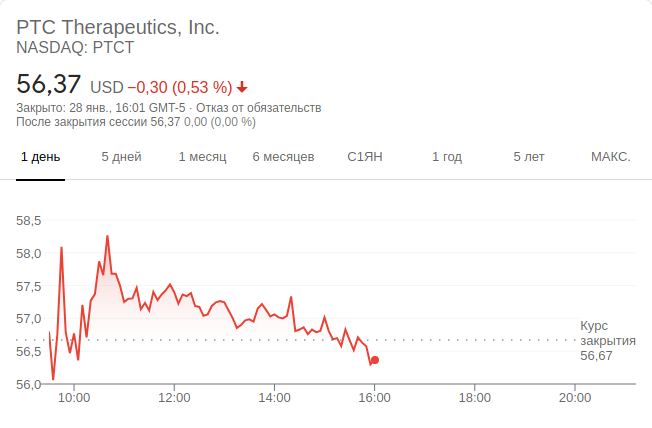 PTC Therapeutics, Inc.
NASDAQ: PTCT
56,37 USD −0,30 (0,53 %)
Закрыто: 28 янв., 16:01 GMT-5 · Отказ от обязательств
После закрытия сессии 56,37 0,00 (0,00 %)
1 день 5 дней 1 месяц 6 месяцев С1ЯН 1 год 5 лет МАКС.
58,5
58,0
57,5
57,0
56,5
56,0
Курс
закрытия
56,67
10:00 12:00 14:00 16:00 18:00 20:00